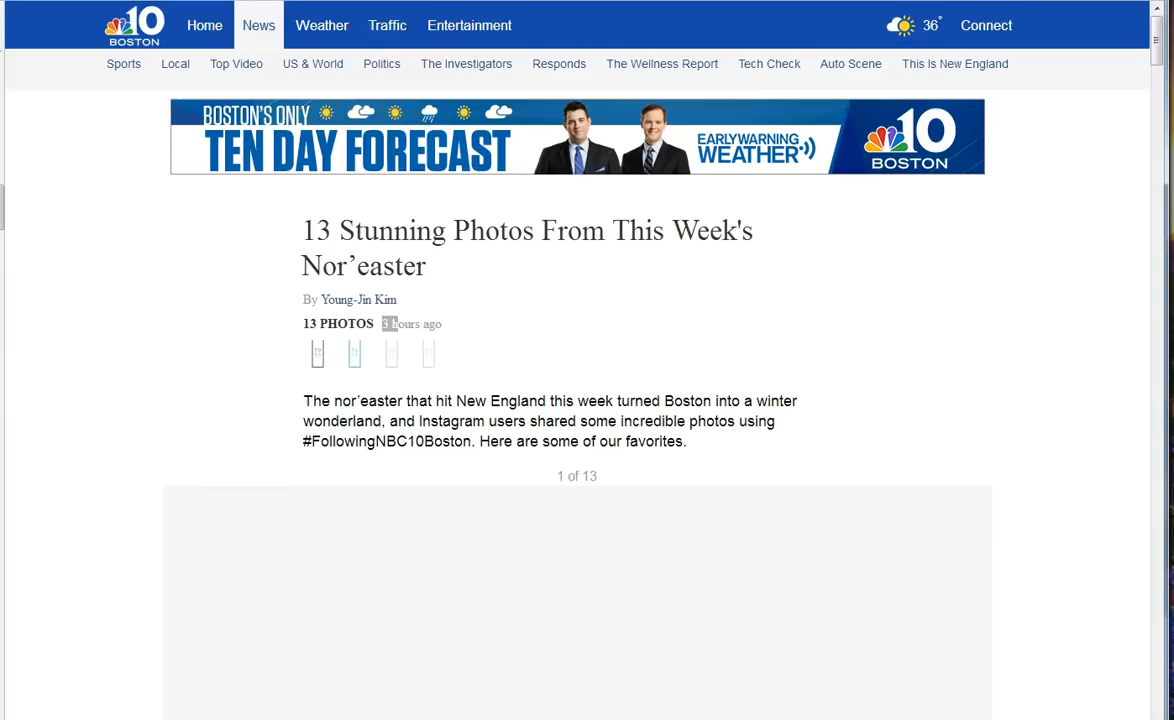 10
BOSTON
Home
News
Weather
Traffic
Entertainment
36°
Connect
Sports
Local
Top Video
US & World
Politics
The Investigators
Responds
The Wellness Report
Tech Check
Auto Scene
This Is New England
BOSTON'S ONLY
TEN DAY FORECAST
EARLYWARNING
WEATHER
10
BOSTON
13 Stunning Photos From This Week's
Nor’easter
By Young-Jin Kim
13 PHOTOS 3 hours ago
The nor’easter that hit New England this week turned Boston into a winter
wonderland, and Instagram users shared some incredible photos using
#FollowingNBC10Boston. Here are some of our favorites.
1 of 13